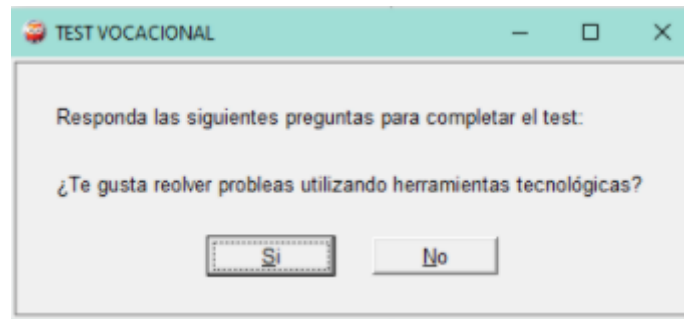 TEST VOCACIONAL
Responda las siguientes preguntas para completar el test:
¿Te gusta reolver probleas utilizando herramientas tecnológicas?
Si No